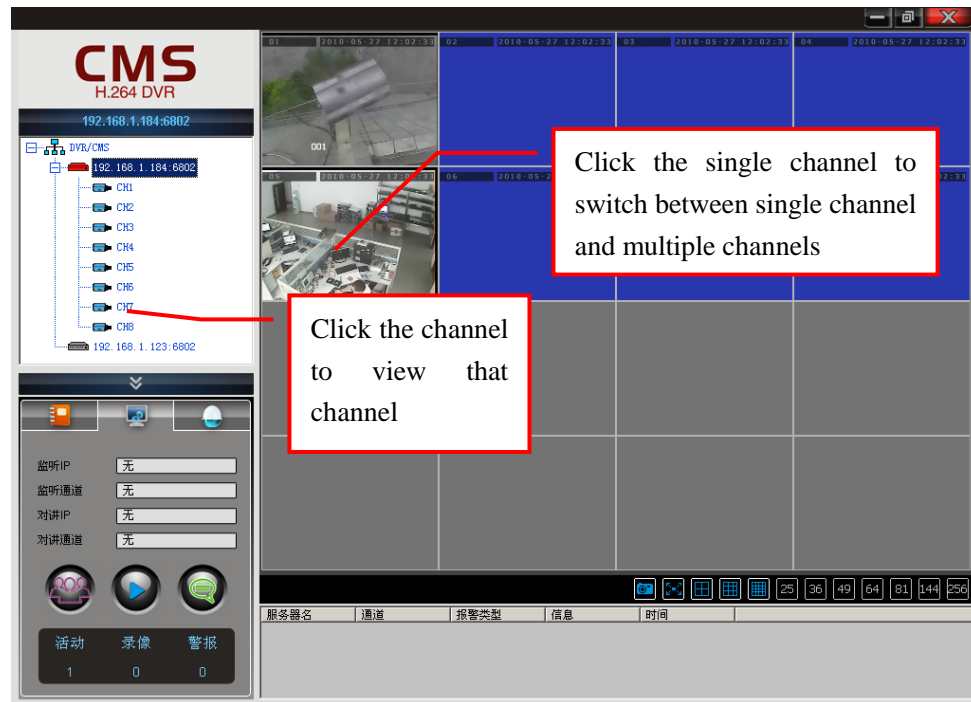 CMS
H.264 DVR
192.168.1.184:6802
DVR/CMS
192.168.1.184:6802
CH1
CH2
CH3
CH4
CH5
CH6
CH7
CH8
192.168.1.123:6802
01 2010-05-27 12:02:33
02 2010-05-27 12:02:33
03 2010-05-27 12:02:33
04 2010-05-27 12:02:33
001
05 2010-05-27 12:02:33
06 2010-05-2
2:33
Click the single channel to
switch between single channel
and multiple channels
Click the channel
to view that
channel
监听IP 无
监听通道 无
对讲IP 无
对讲通道 无
活动 录像 警报
1 0 0
25 36 49 64 81 144 256
服务器名 通道 报警类型 信息 时间